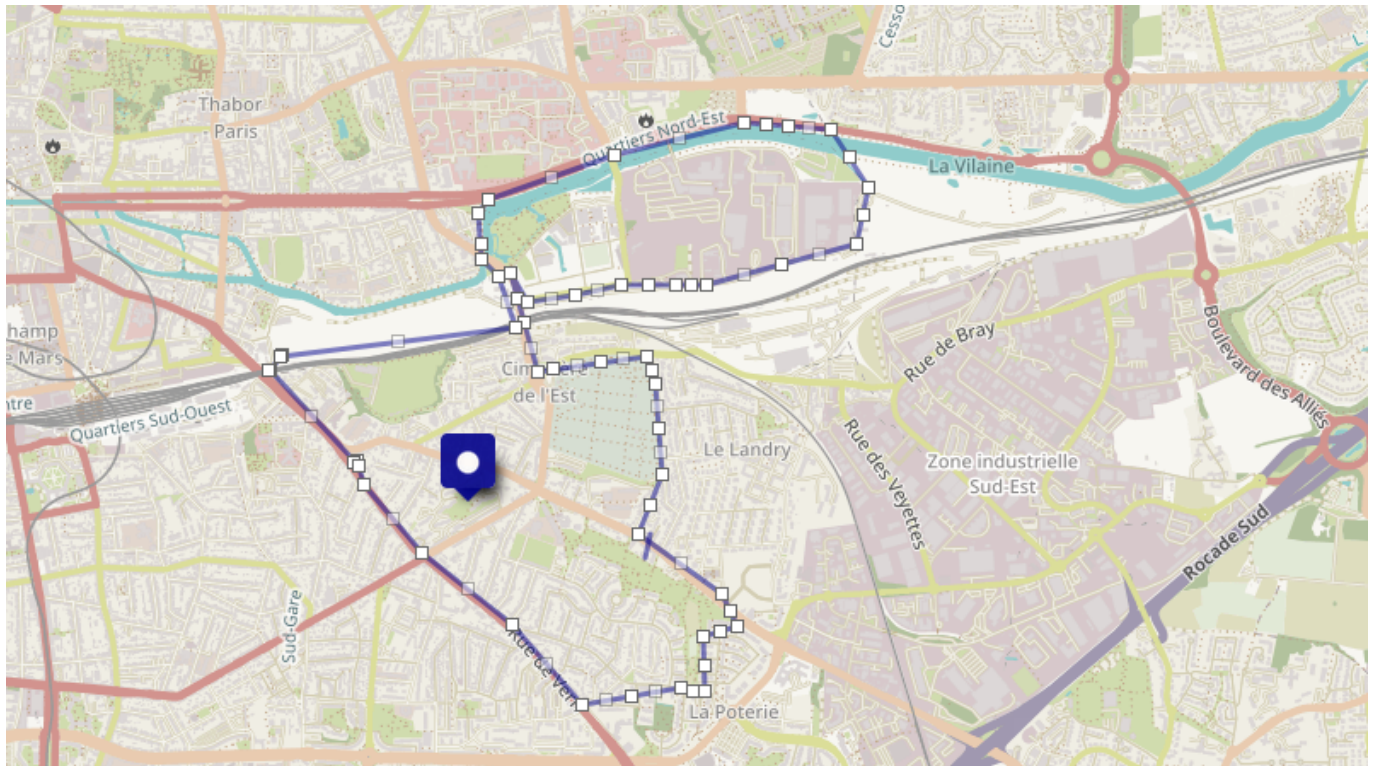 Cesso
Thabor
Paris
Quartiers Nord-Est
La Vilaine
hamp
e Mars
ntre
Quartiers Sud-Ouest
Cimetière
de l'Est
Le Landry
Rue de Bray
Boulevard des Alliés
Rue des Veyettes
Zone industrielle
Sud-Est
Rocade Sud
Sud-Gare
Rue de Vern
La Poterie
L